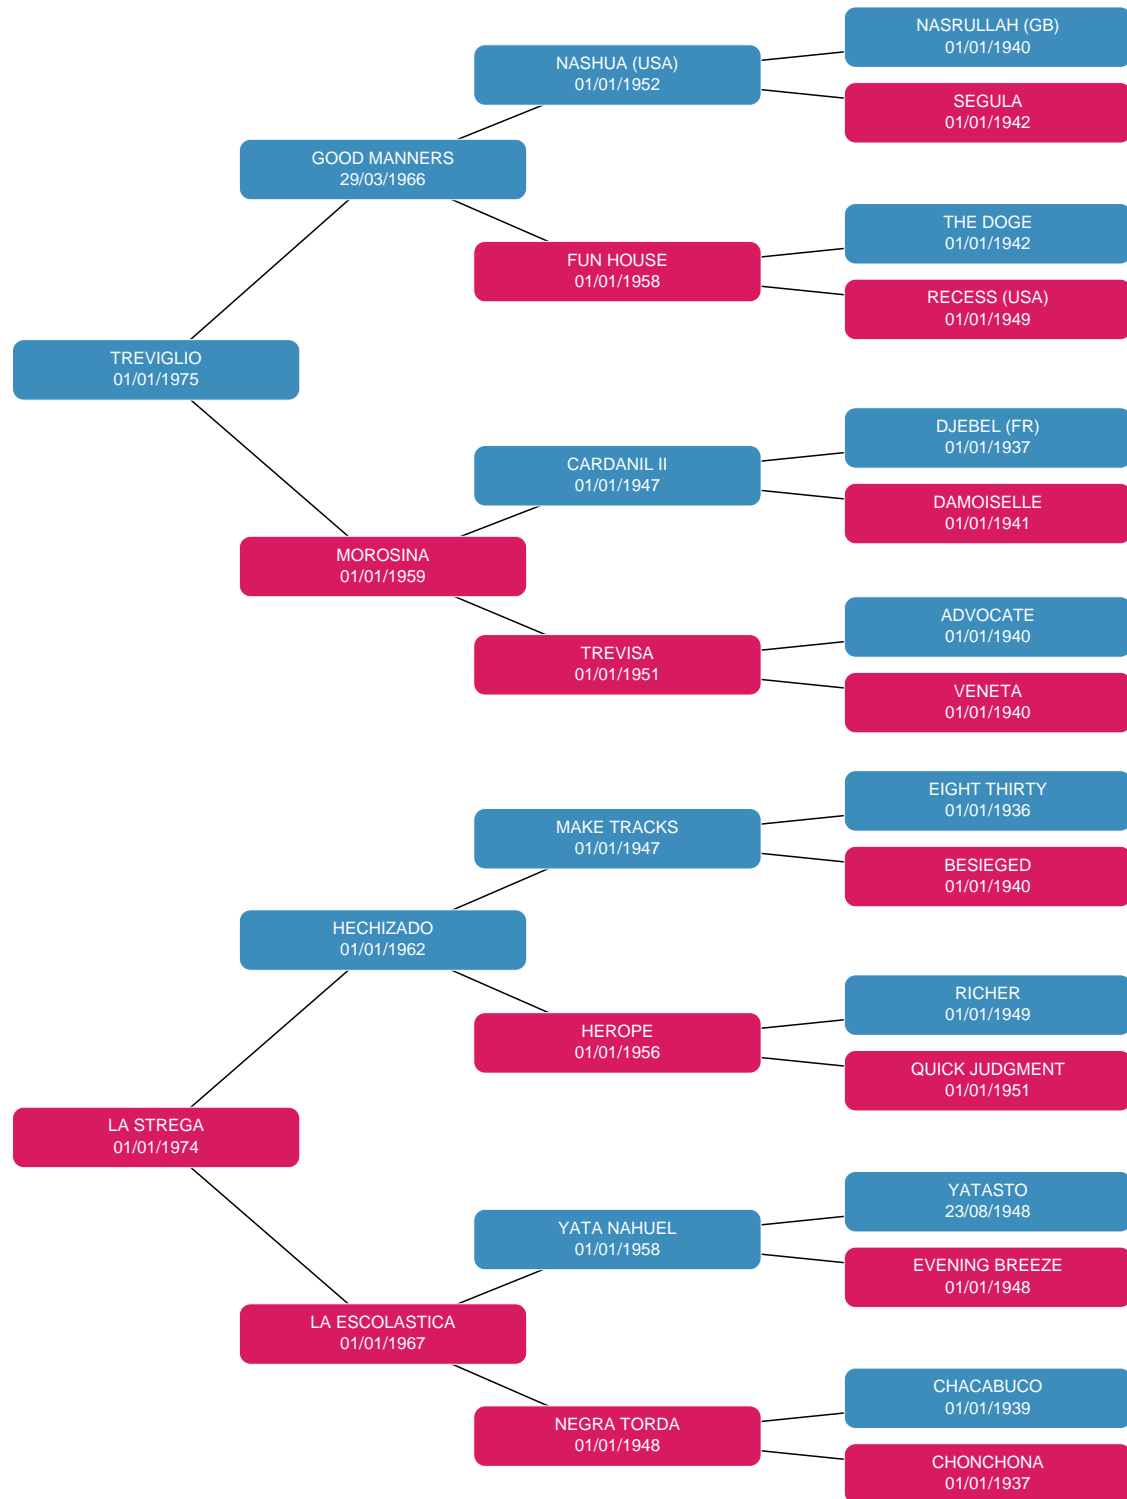 NASRULLAH (GB)
01/01/1940
NASHUA (USA)
01/01/1952
SEGULA
01/01/1942
GOOD MANNERS
29/03/1966
THE DOGE
01/01/1942
FUN HOUSE
01/01/1958
RECESS (USA)
01/01/1949
TREVIGLIO
01/01/1975
DJEBEL (FR)
01/01/1937
CARDANIL II
01/01/1947
DAMOISELLE
01/01/1941
MOROSINA
01/01/1959
ADVOCATE
01/01/1940
TREVISA
01/01/1951
VENETA
01/01/1940
EIGHT THIRTY
01/01/1936
MAKE TRACKS
01/01/1947
BESIEGED
01/01/1940
HECHIZADO
01/01/1962
RICHER
01/01/1949
HEROPE
01/01/1956
QUICK JUDGMENT
01/01/1951
LA STREGA
01/01/1974
YATASTO
23/08/1948
YATA NAHUEL
01/01/1958
EVENING BREEZE
01/01/1948
LA ESCOLASTICA
01/01/1967
CHACABUCO
01/01/1939
NEGRA TORDA
01/01/1948
CHONCHONA
01/01/1937